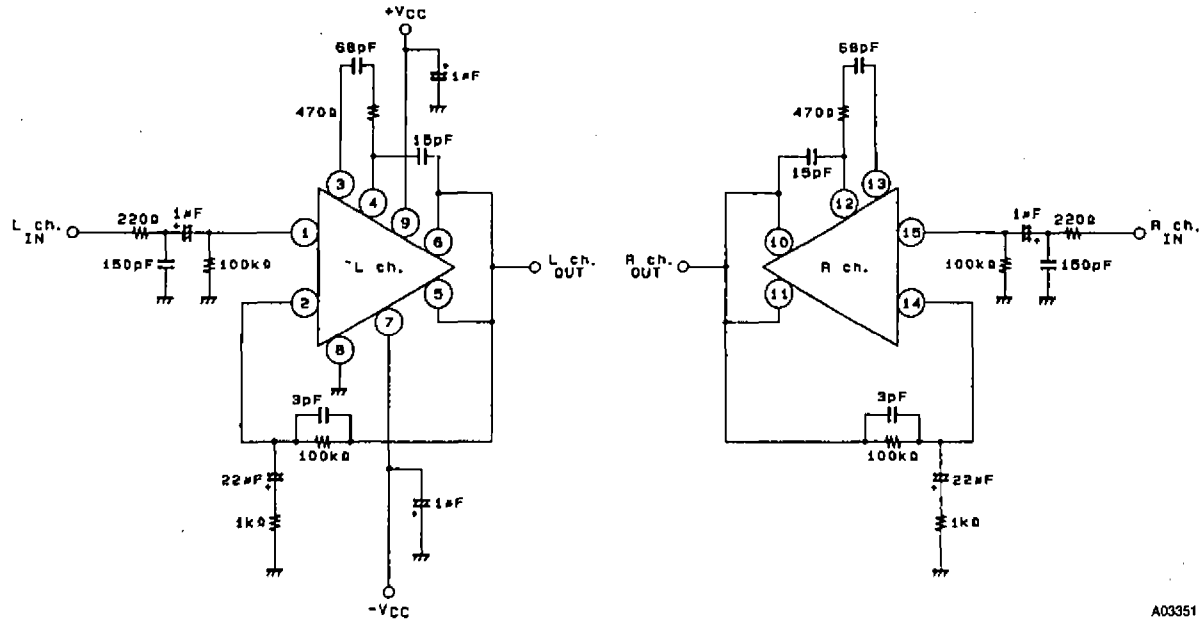 +VCC
68pF
1μF
470Ω
15pF
3
4
9
6
L ch.
IN
220Ω
1μF
+
1
150pF
100kΩ
L ch.
L ch.
OUT
2
5
7
8
3pF
100kΩ
22μF
+
1kΩ
1μF
+
-VCC
68pF
470Ω
15pF
13
12
10
15
1μF
+
220Ω
R ch.
IN
R ch.
OUT
R ch.
100kΩ
150pF
11
14
3pF
100kΩ
22μF
+
1kΩ
A03351